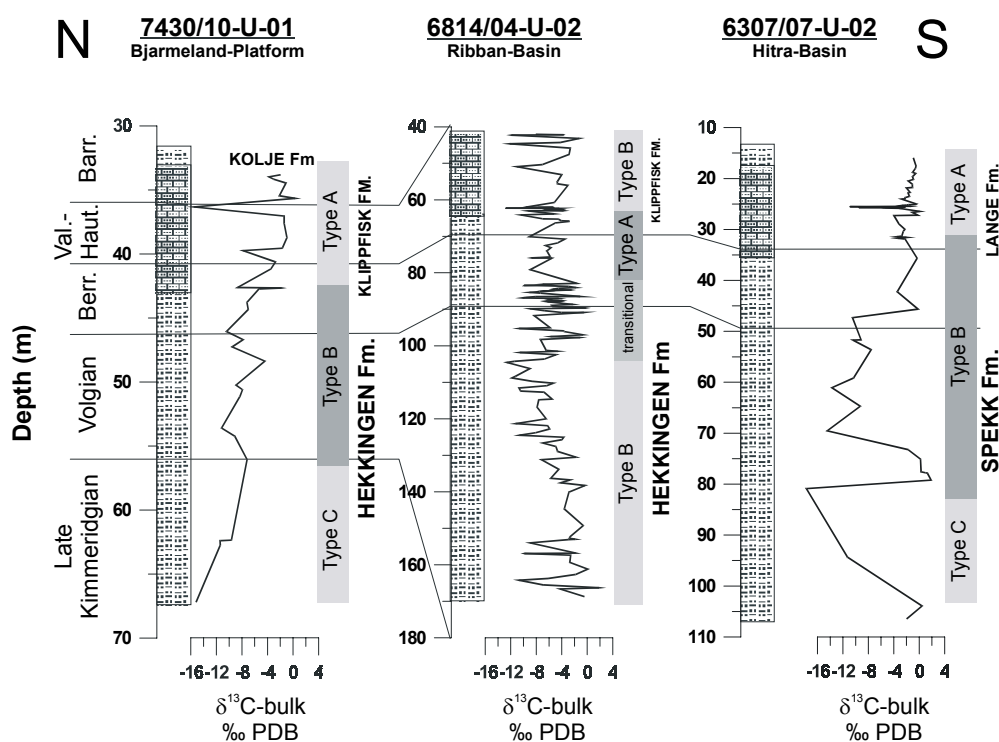 N
7430/10-U-01
Bjarmeland-Platform
6814/04-U-02
Ribban-Basin
6307/07-U-02
Hitra-Basin
S
Depth (m)
Barr.
Val.-
Haut.
Berr.
Volgian
Late
Kimmeridgian
30
40
50
60
70
KOLJE Fm
Type A
Type B
Type C
KLIPPFISK FM.
HEKKINGEN Fm.
-16
-12
-8
-4
0
4
δ¹³C-bulk
‰ PDB
40
60
80
100
120
140
160
180
Type B
transitional Type A
Type B
KLIPPFISK FM.
HEKKINGEN Fm
-16
-12
-8
-4
0
4
δ¹³C-bulk
‰ PDB
10
20
30
40
50
60
70
80
90
100
110
Type A
Type B
Type C
LANGE Fm.
SPEKK Fm.
-16
-12
-8
-4
0
4
δ¹³C-bulk
‰ PDB